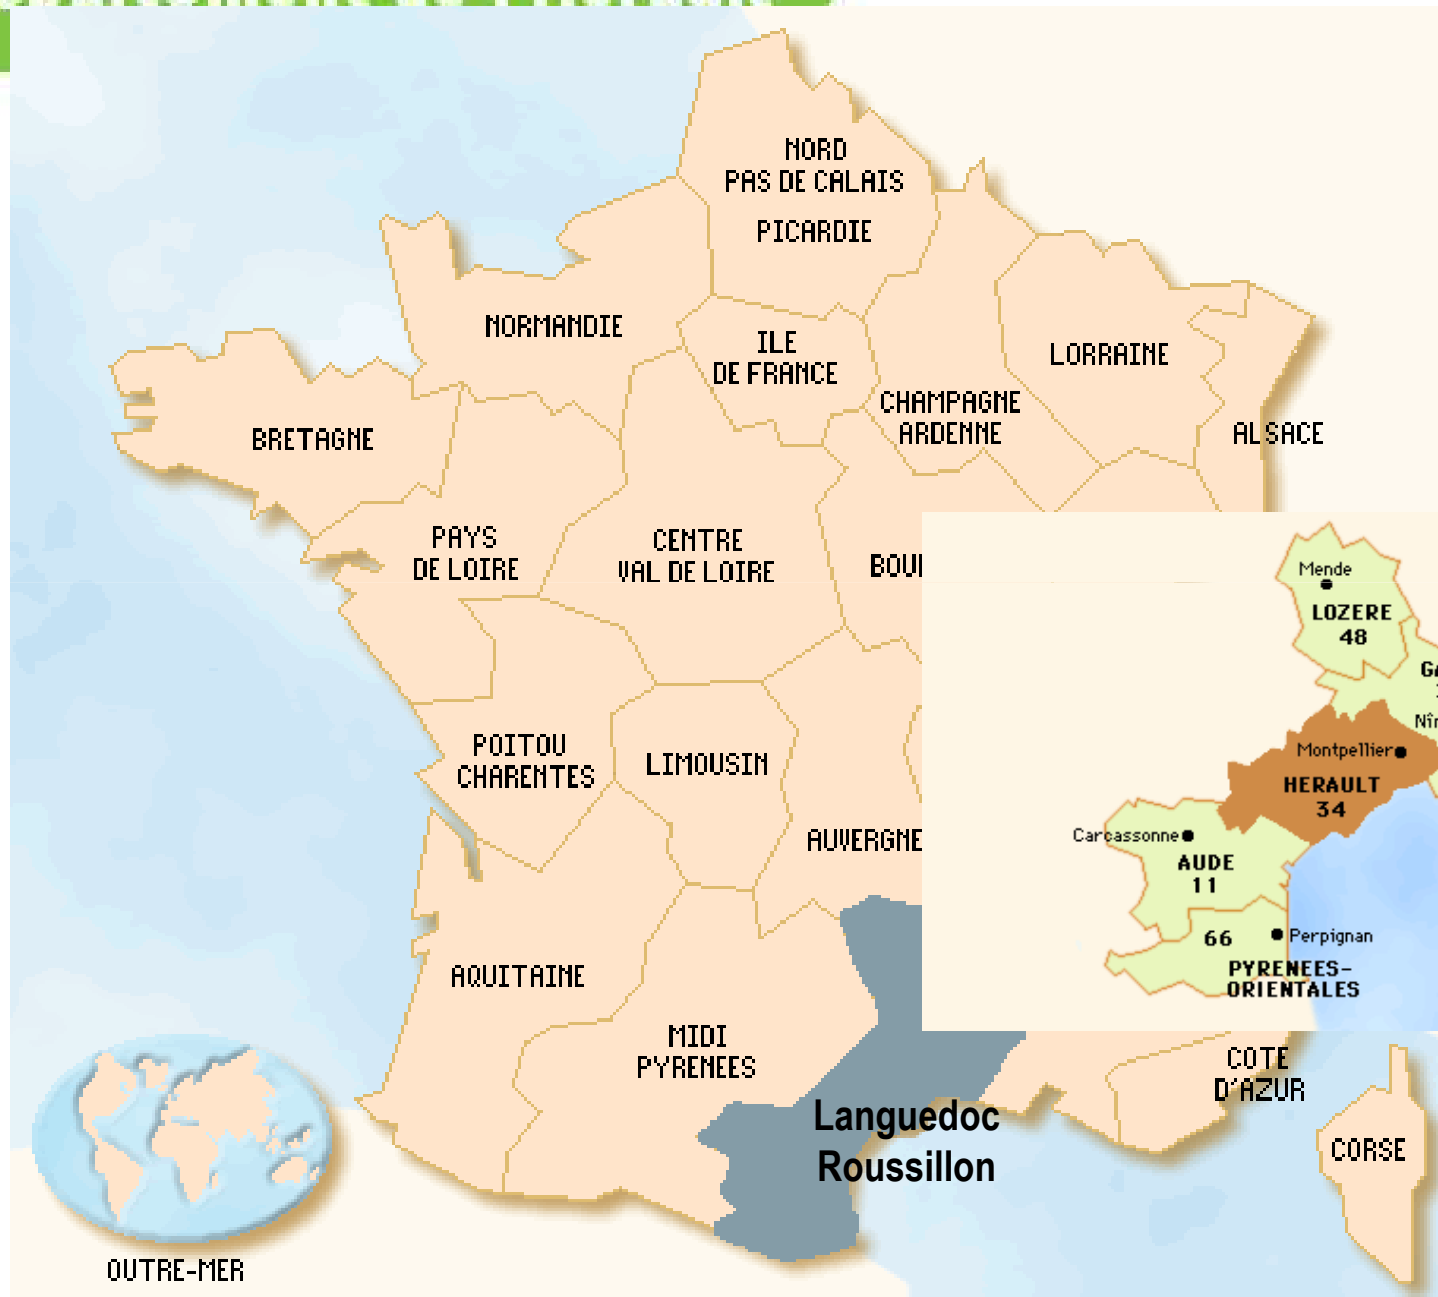 NORD
PAS DE CALAIS
PICARDIE
NORMANDIE
ILE
DE FRANCE
LORRAINE
CHAMPAGNE
ARDENNE
ALSACE
BRETAGNE
PAYS
DE LOIRE
CENTRE
VAL DE LOIRE
BOU
POITOU
CHARENTES
LIMOUSIN
AUVERGNE
AQUITAINE
MIDI
PYRENEES
Languedoc
Roussillon
COTE
D'AZUR
CORSE
OUTRE-MER
Mende
LOZERE
48
Montpellier
HERAULT
34
Carcassonne
AUDE
11
66
Perpignan
PYRENEES-
ORIENTALES